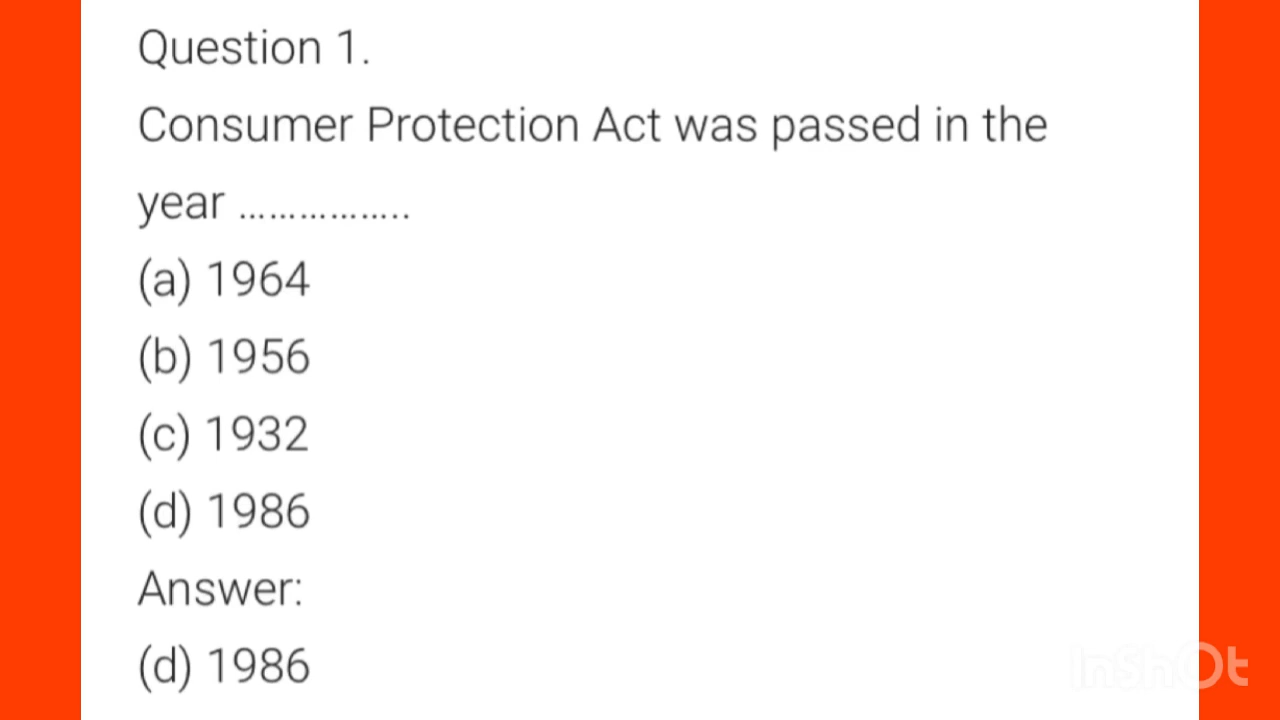 Question 1.
Consumer Protection Act was passed in the
year ……………..
(a) 1964
(b) 1956
(c) 1932
(d) 1986
Answer:
(d) 1986
InShOt